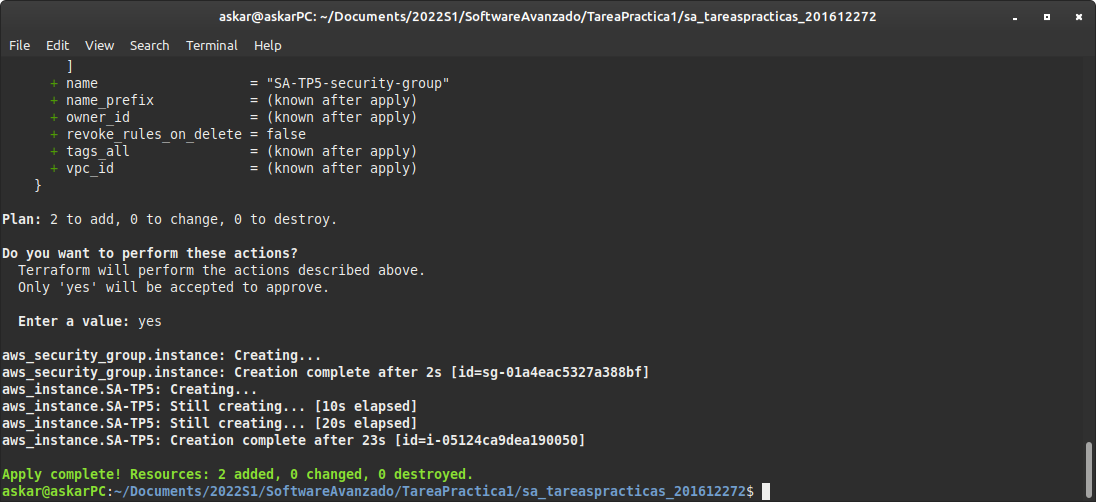 askar@askarPC: ~/Documents/2022S1/SoftwareAvanzado/TareaPractica1/sa_tareaspracticas_201612272
File Edit View Search Terminal Help
]
+ name = "SA-TP5-security-group"
+ name_prefix = (known after apply)
+ owner_id = (known after apply)
+ revoke_rules_on_delete = false
+ tags_all = (known after apply)
+ vpc_id = (known after apply)
}
Plan: 2 to add, 0 to change, 0 to destroy.
Do you want to perform these actions?
Terraform will perform the actions described above.
Only 'yes' will be accepted to approve.
Enter a value: yes
aws_security_group.instance: Creating...
aws_security_group.instance: Creation complete after 2s [id=sg-01a4eac5327a388bf]
aws_instance.SA-TP5: Creating...
aws_instance.SA-TP5: Still creating... [10s elapsed]
aws_instance.SA-TP5: Still creating... [20s elapsed]
aws_instance.SA-TP5: Creation complete after 23s [id=i-05124ca9dea190050]
Apply complete! Resources: 2 added, 0 changed, 0 destroyed.
askar@askarPC:~/Documents/2022S1/SoftwareAvanzado/TareaPractica1/sa_tareaspracticas_201612272$